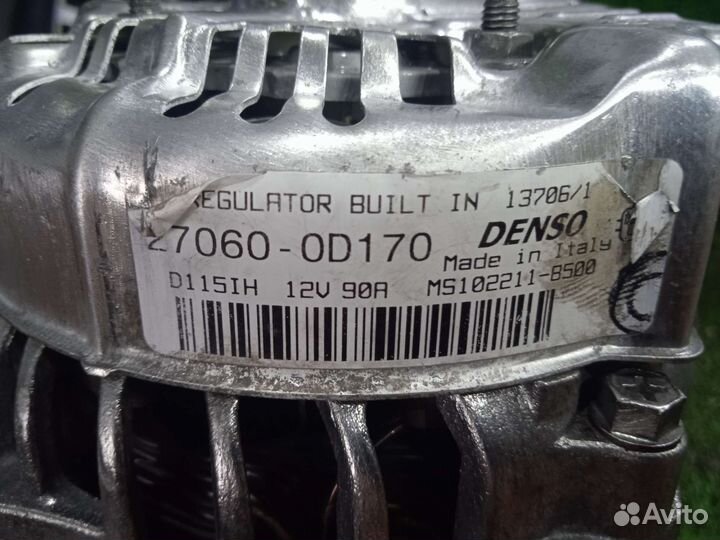 REGULATOR BUILT IN 13706/1
27060-0D170 DENSO
Made in Italy
D115IH 12V 90A MS102211-8500
Avito